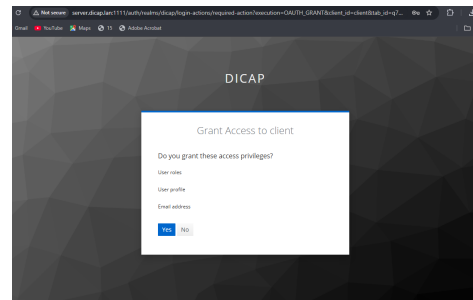 Not secure server.dicap.lan:1111/auth/realms/dicap/login-actions/required-action?execution=OAUTH_GRANT&client_id=client&tab_id=q7...
Gmail YouTube Maps 11 Adobe Acrobat
DICAP
Grant Access to client
Do you grant these access privileges?
User roles
User profile
Email address
Yes No